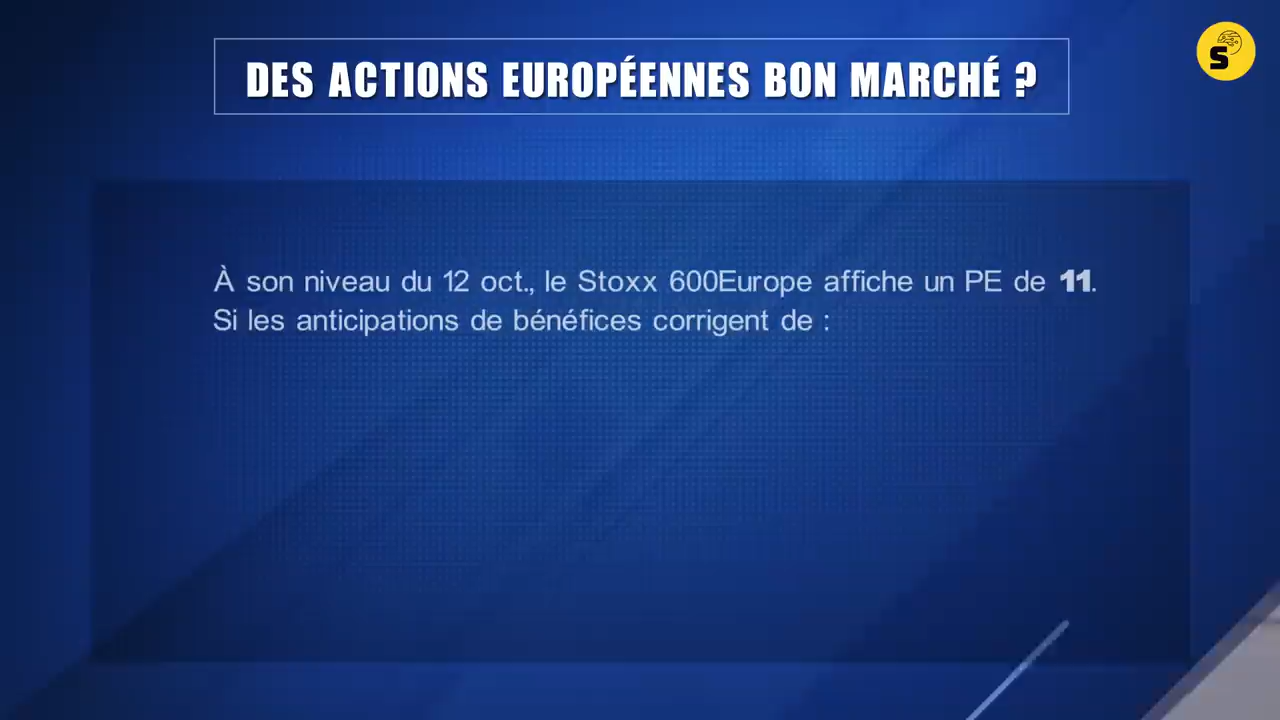 DES ACTIONS EUROPÉENNES BON MARCHÉ ?
S
À son niveau du 12 oct., le Stoxx 600Europe affiche un PE de 11.
Si les anticipations de bénéfices corrigent de :